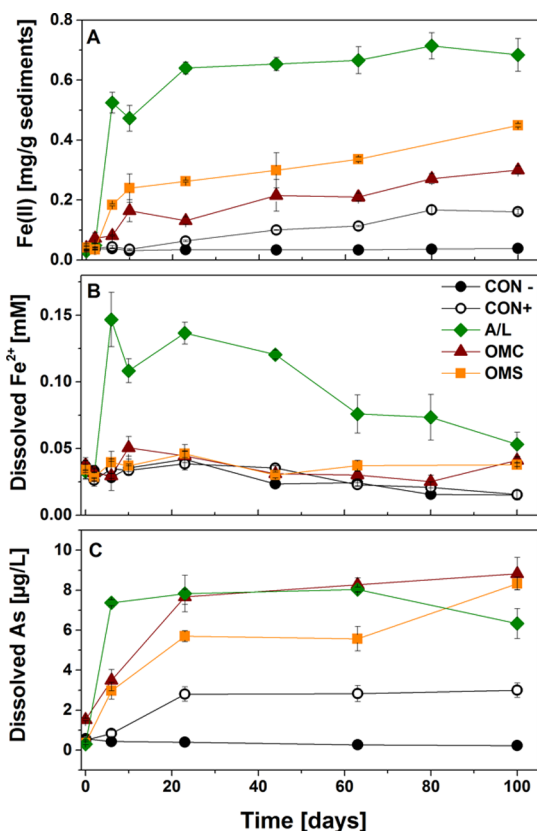 A
Fe(II) [mg/g sediments]
0.8
0.6
0.4
0.2
0.0
B
Dissolved Fe2+ [mM]
0.15
0.10
0.05
0.00
CON -
CON+
A/L
OMC
OMS
C
Dissolved As [µg/L]
10
8
6
4
2
0
0 20 40 60 80 100
Time [days]